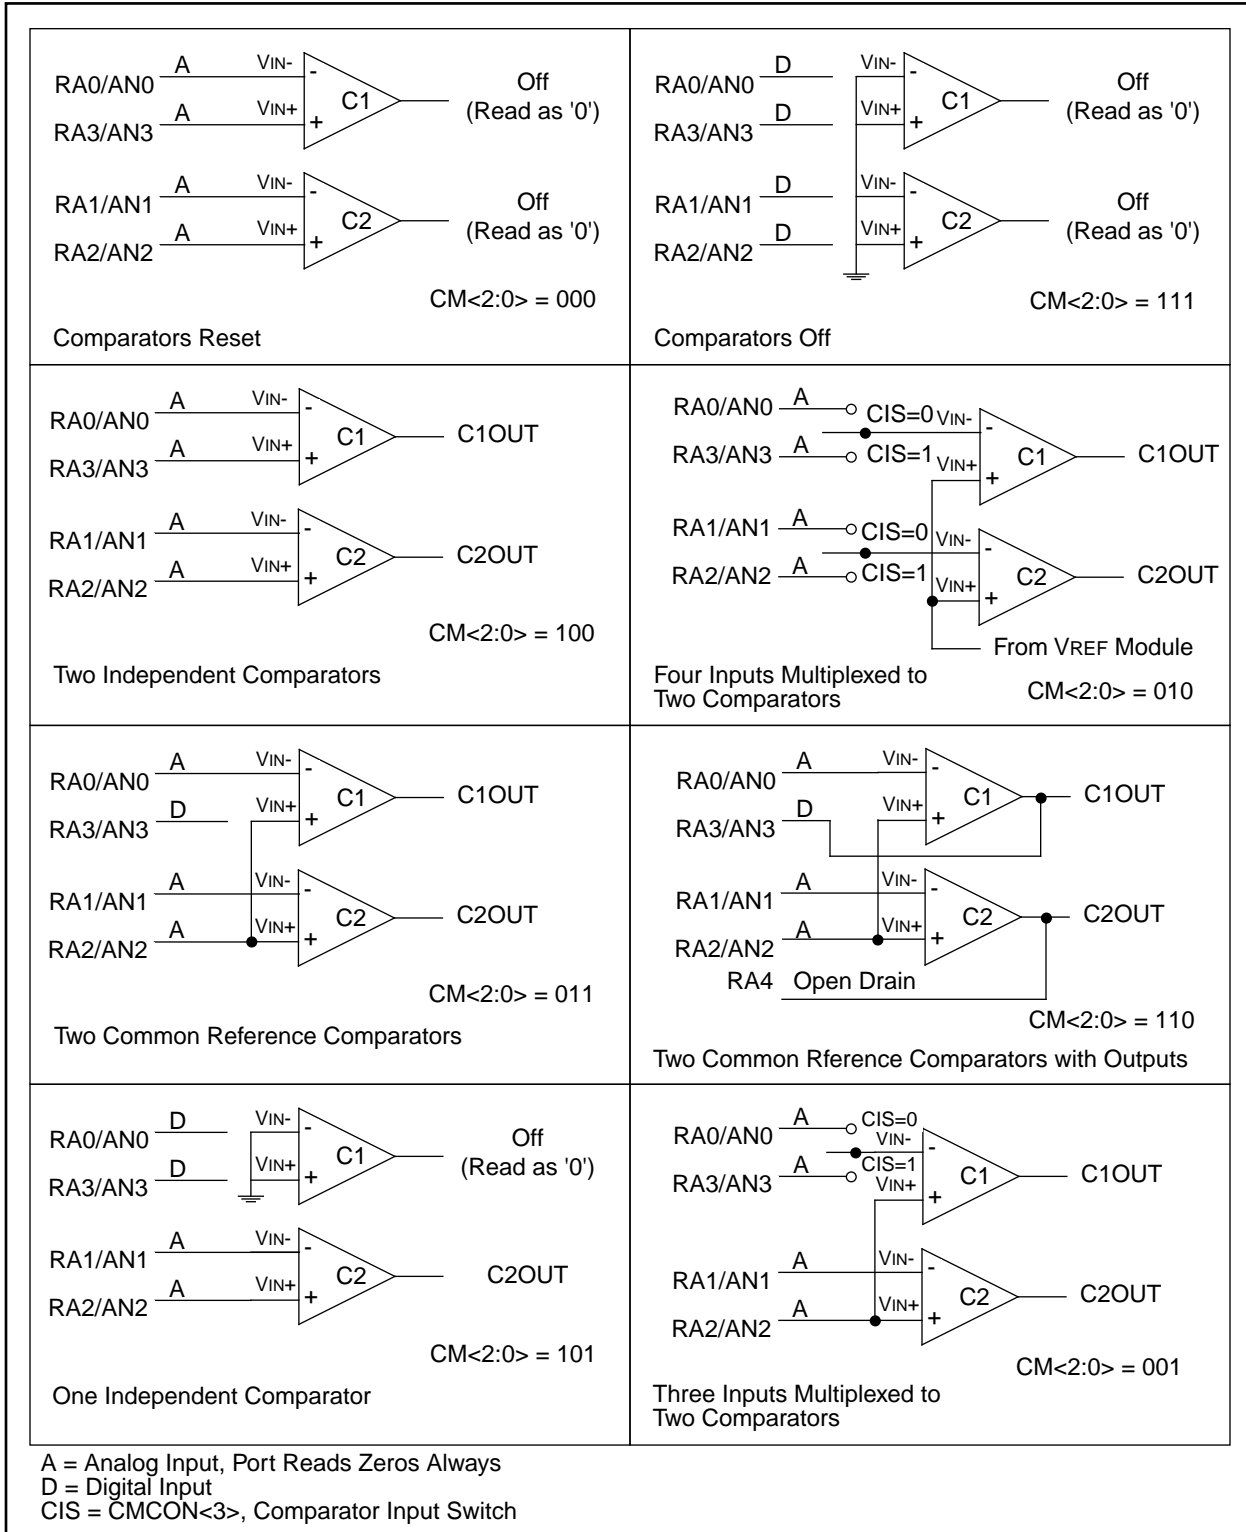 A VIN-
RA0/AN0 - C1 Off
A VIN+ (Read as '0')
RA3/AN3 +
A VIN-
RA1/AN1 - C2 Off
A VIN+ (Read as '0')
RA2/AN2 +
CM<2:0> = 000
Comparators Reset
D VIN-
RA0/AN0 - C1 Off
D VIN+ (Read as '0')
RA3/AN3 +
D VIN-
RA1/AN1 - C2 Off
D VIN+ (Read as '0')
RA2/AN2 +
CM<2:0> = 111
Comparators Off
A VIN-
RA0/AN0 - C1 C1OUT
A VIN+
RA3/AN3 +
A VIN-
RA1/AN1 - C2 C2OUT
A VIN+
RA2/AN2 +
CM<2:0> = 100
Two Independent Comparators
RA0/AN0 A CIS=0 VIN-
- C1 C1OUT
RA3/AN3 A CIS=1 VIN+
+
RA1/AN1 A CIS=0 VIN-
- C2 C2OUT
RA2/AN2 A CIS=1 VIN+
+
From VREF Module
Four Inputs Multiplexed to
Two Comparators
CM<2:0> = 010
A VIN-
RA0/AN0 - C1 C1OUT
D VIN+
RA3/AN3 +
A VIN-
RA1/AN1 - C2 C2OUT
A VIN+
RA2/AN2 +
CM<2:0> = 011
Two Common Reference Comparators
A VIN-
RA0/AN0 - C1 C1OUT
D VIN+
RA3/AN3 +
A VIN-
RA1/AN1 - C2 C2OUT
A VIN+
RA2/AN2 +
RA4 Open Drain
CM<2:0> = 110
Two Common Rference Comparators with Outputs
D VIN-
RA0/AN0 - C1 Off
D VIN+ (Read as '0')
RA3/AN3 +
A VIN-
RA1/AN1 - C2 C2OUT
A VIN+
RA2/AN2 +
CM<2:0> = 101
One Independent Comparator
RA0/AN0 A CIS=0
VIN- - C1 C1OUT
RA3/AN3 A CIS=1
VIN+ +
A VIN-
RA1/AN1 - C2 C2OUT
A VIN+
RA2/AN2 +
CM<2:0> = 001
Three Inputs Multiplexed to
Two Comparators
A = Analog Input, Port Reads Zeros Always
D = Digital Input
CIS = CMCON<3>, Comparator Input Switch